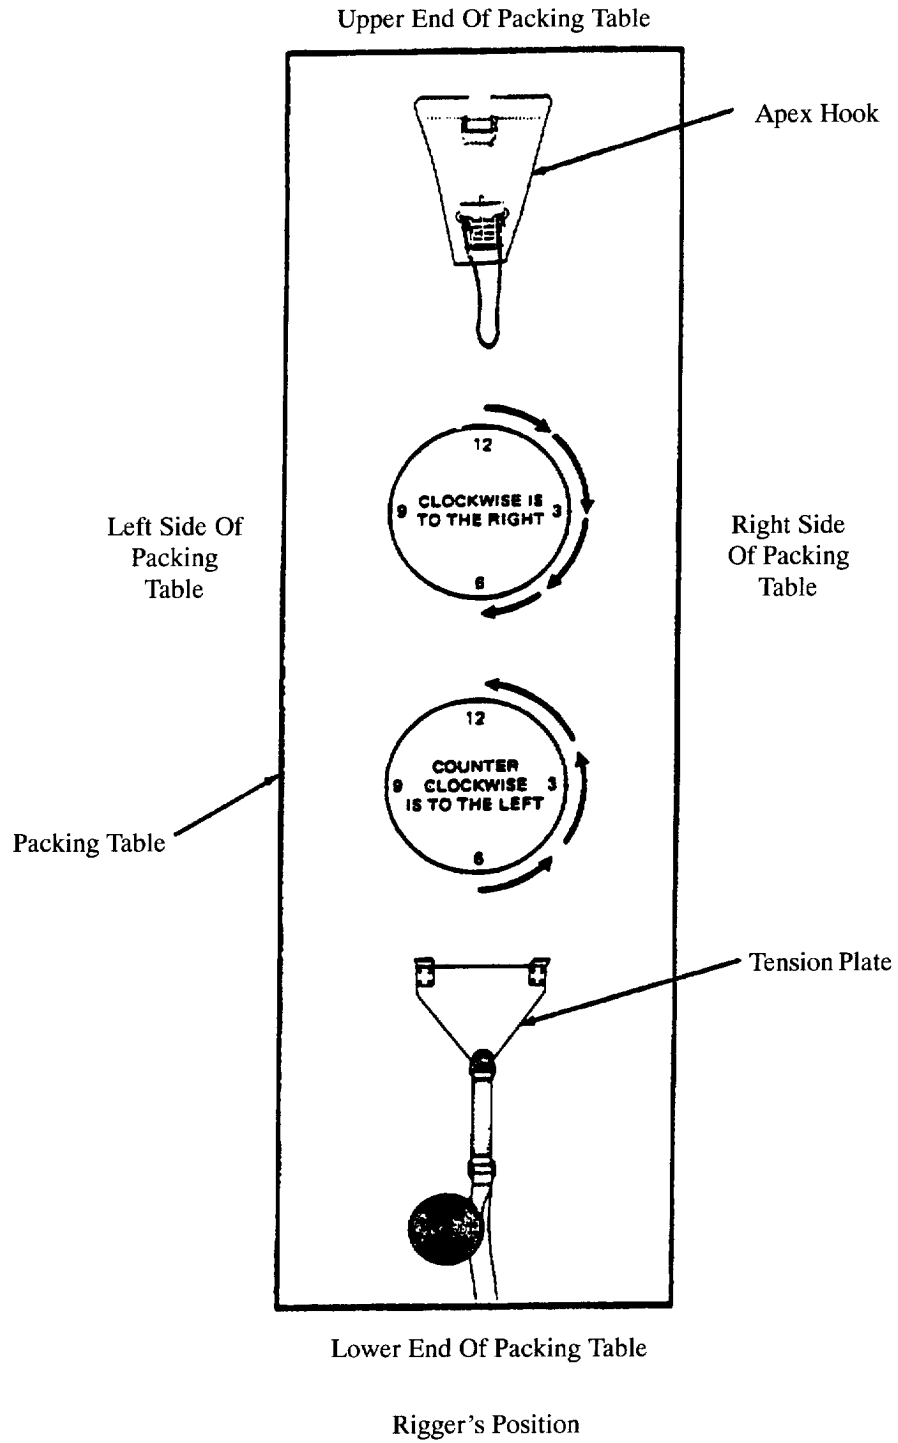 Upper End Of Packing Table
Apex Hook
12
9 CLOCKWISE IS 3
TO THE RIGHT
6
Left Side Of
Packing
Table
Right Side
Of Packing
Table
12
COUNTER
9 CLOCKWISE 3
IS TO THE LEFT
6
Packing Table
Tension Plate
Lower End Of Packing Table
Rigger's Position